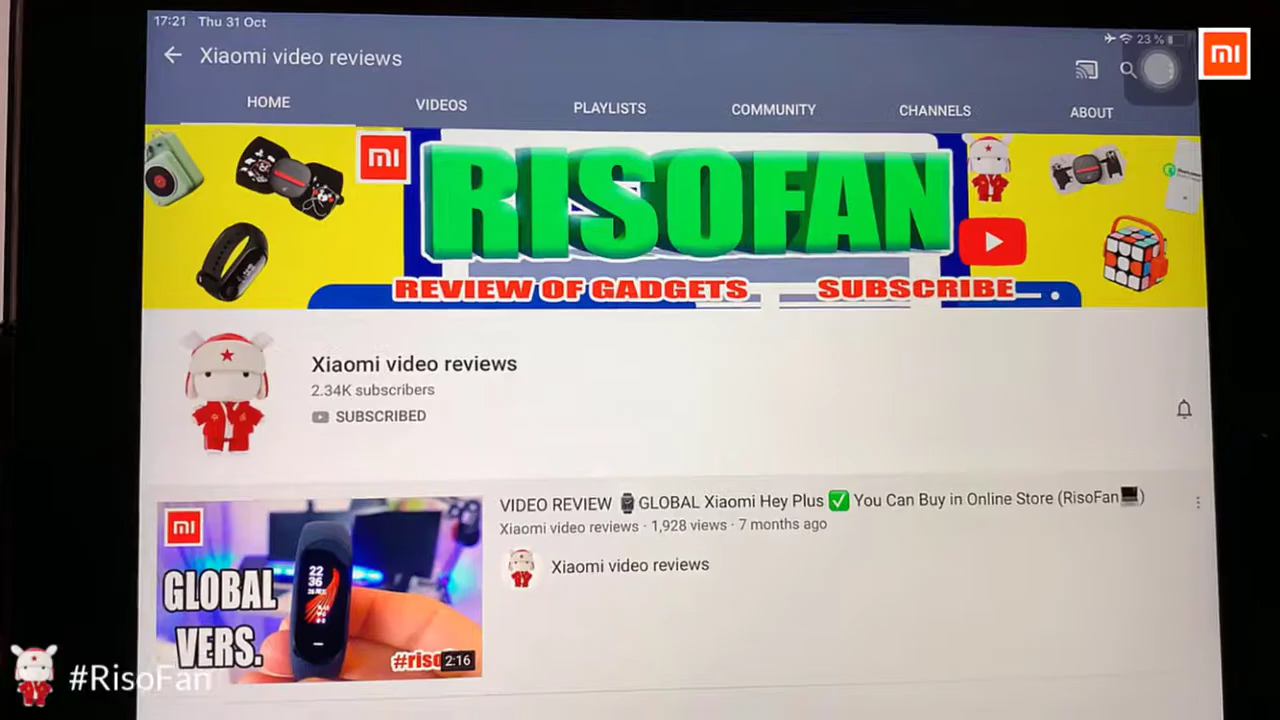 17:21 Thu 31 Oct
23 %
Xiaomi video reviews
HOME VIDEOS PLAYLISTS COMMUNITY CHANNELS ABOUT
RISOFAN
REVIEW OF GADGETS SUBSCRIBE
Xiaomi video reviews
2.34K subscribers
SUBSCRIBED
VIDEO REVIEW ⌚GLOBAL Xiaomi Hey Plus ✅ You Can Buy in Online Store (RisoFan💻)
Xiaomi video reviews · 1,928 views · 7 months ago
Xiaomi video reviews
GLOBAL
VERS.
22
36
#riso
2:16
#RisoFan